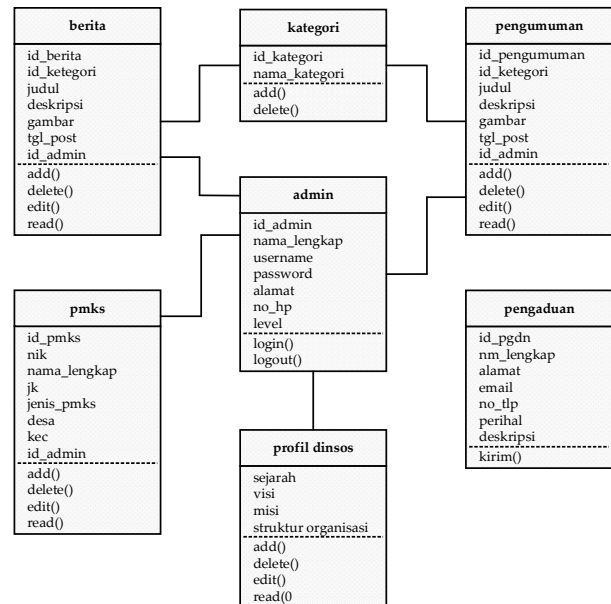 berita
id_berita
id_ketegori
judul
deskripsi
gambar
tgl_post
id_admin
add()
delete()
edit()
read()
kategori
id_kategori
nama_kategori
add()
delete()
pengumuman
id_pengumuman
id_ketegori
judul
deskripsi
gambar
tgl_post
id_admin
add()
delete()
edit()
read()
admin
id_admin
nama_lengkap
username
password
alamat
no_hp
level
login()
logout()
pmks
id_pmks
nik
nama_lengkap
jk
jenis_pmks
desa
kec
id_admin
add()
delete()
edit()
read()
pengaduan
id_pgdn
nm_lengkap
alamat
email
no_tlp
perihal
deskripsi
kirim()
profil dinsos
sejarah
visi
misi
struktur organisasi
add()
delete()
edit()
read(0